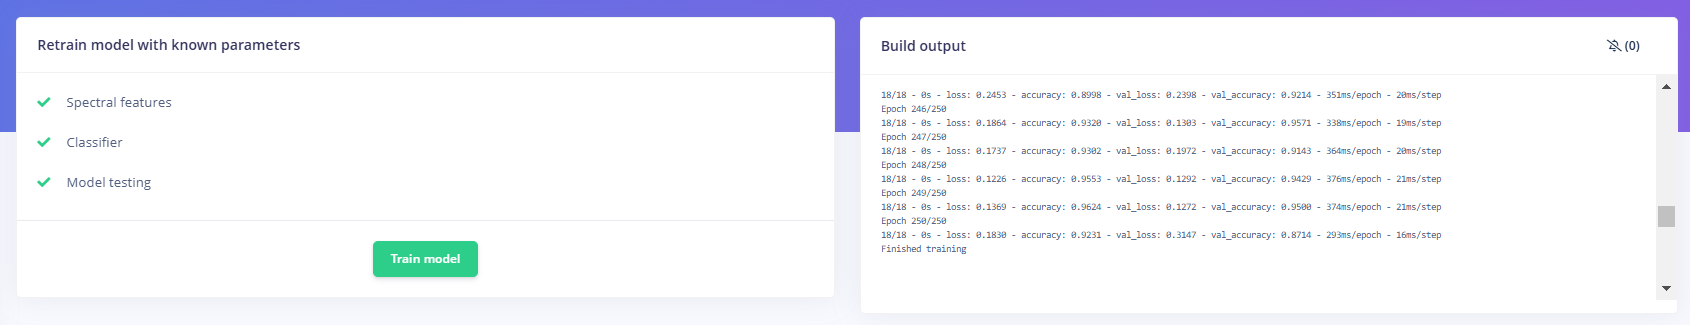 Retrain model with known parameters
Spectral features
Classifier
Model testing
Train model
Build output
(0)
18/18 - 0s - loss: 0.2453 - accuracy: 0.8998 - val_loss: 0.2398 - val_accuracy: 0.9214 - 351ms/epoch - 20ms/step
Epoch 246/250
18/18 - 0s - loss: 0.1864 - accuracy: 0.9320 - val_loss: 0.1303 - val_accuracy: 0.9571 - 338ms/epoch - 19ms/step
Epoch 247/250
18/18 - 0s - loss: 0.1737 - accuracy: 0.9302 - val_loss: 0.1972 - val_accuracy: 0.9143 - 364ms/epoch - 20ms/step
Epoch 248/250
18/18 - 0s - loss: 0.1226 - accuracy: 0.9553 - val_loss: 0.1292 - val_accuracy: 0.9429 - 376ms/epoch - 21ms/step
Epoch 249/250
18/18 - 0s - loss: 0.1369 - accuracy: 0.9624 - val_loss: 0.1272 - val_accuracy: 0.9500 - 374ms/epoch - 21ms/step
Epoch 250/250
18/18 - 0s - loss: 0.1830 - accuracy: 0.9231 - val_loss: 0.3147 - val_accuracy: 0.8714 - 293ms/epoch - 16ms/step
Finished training